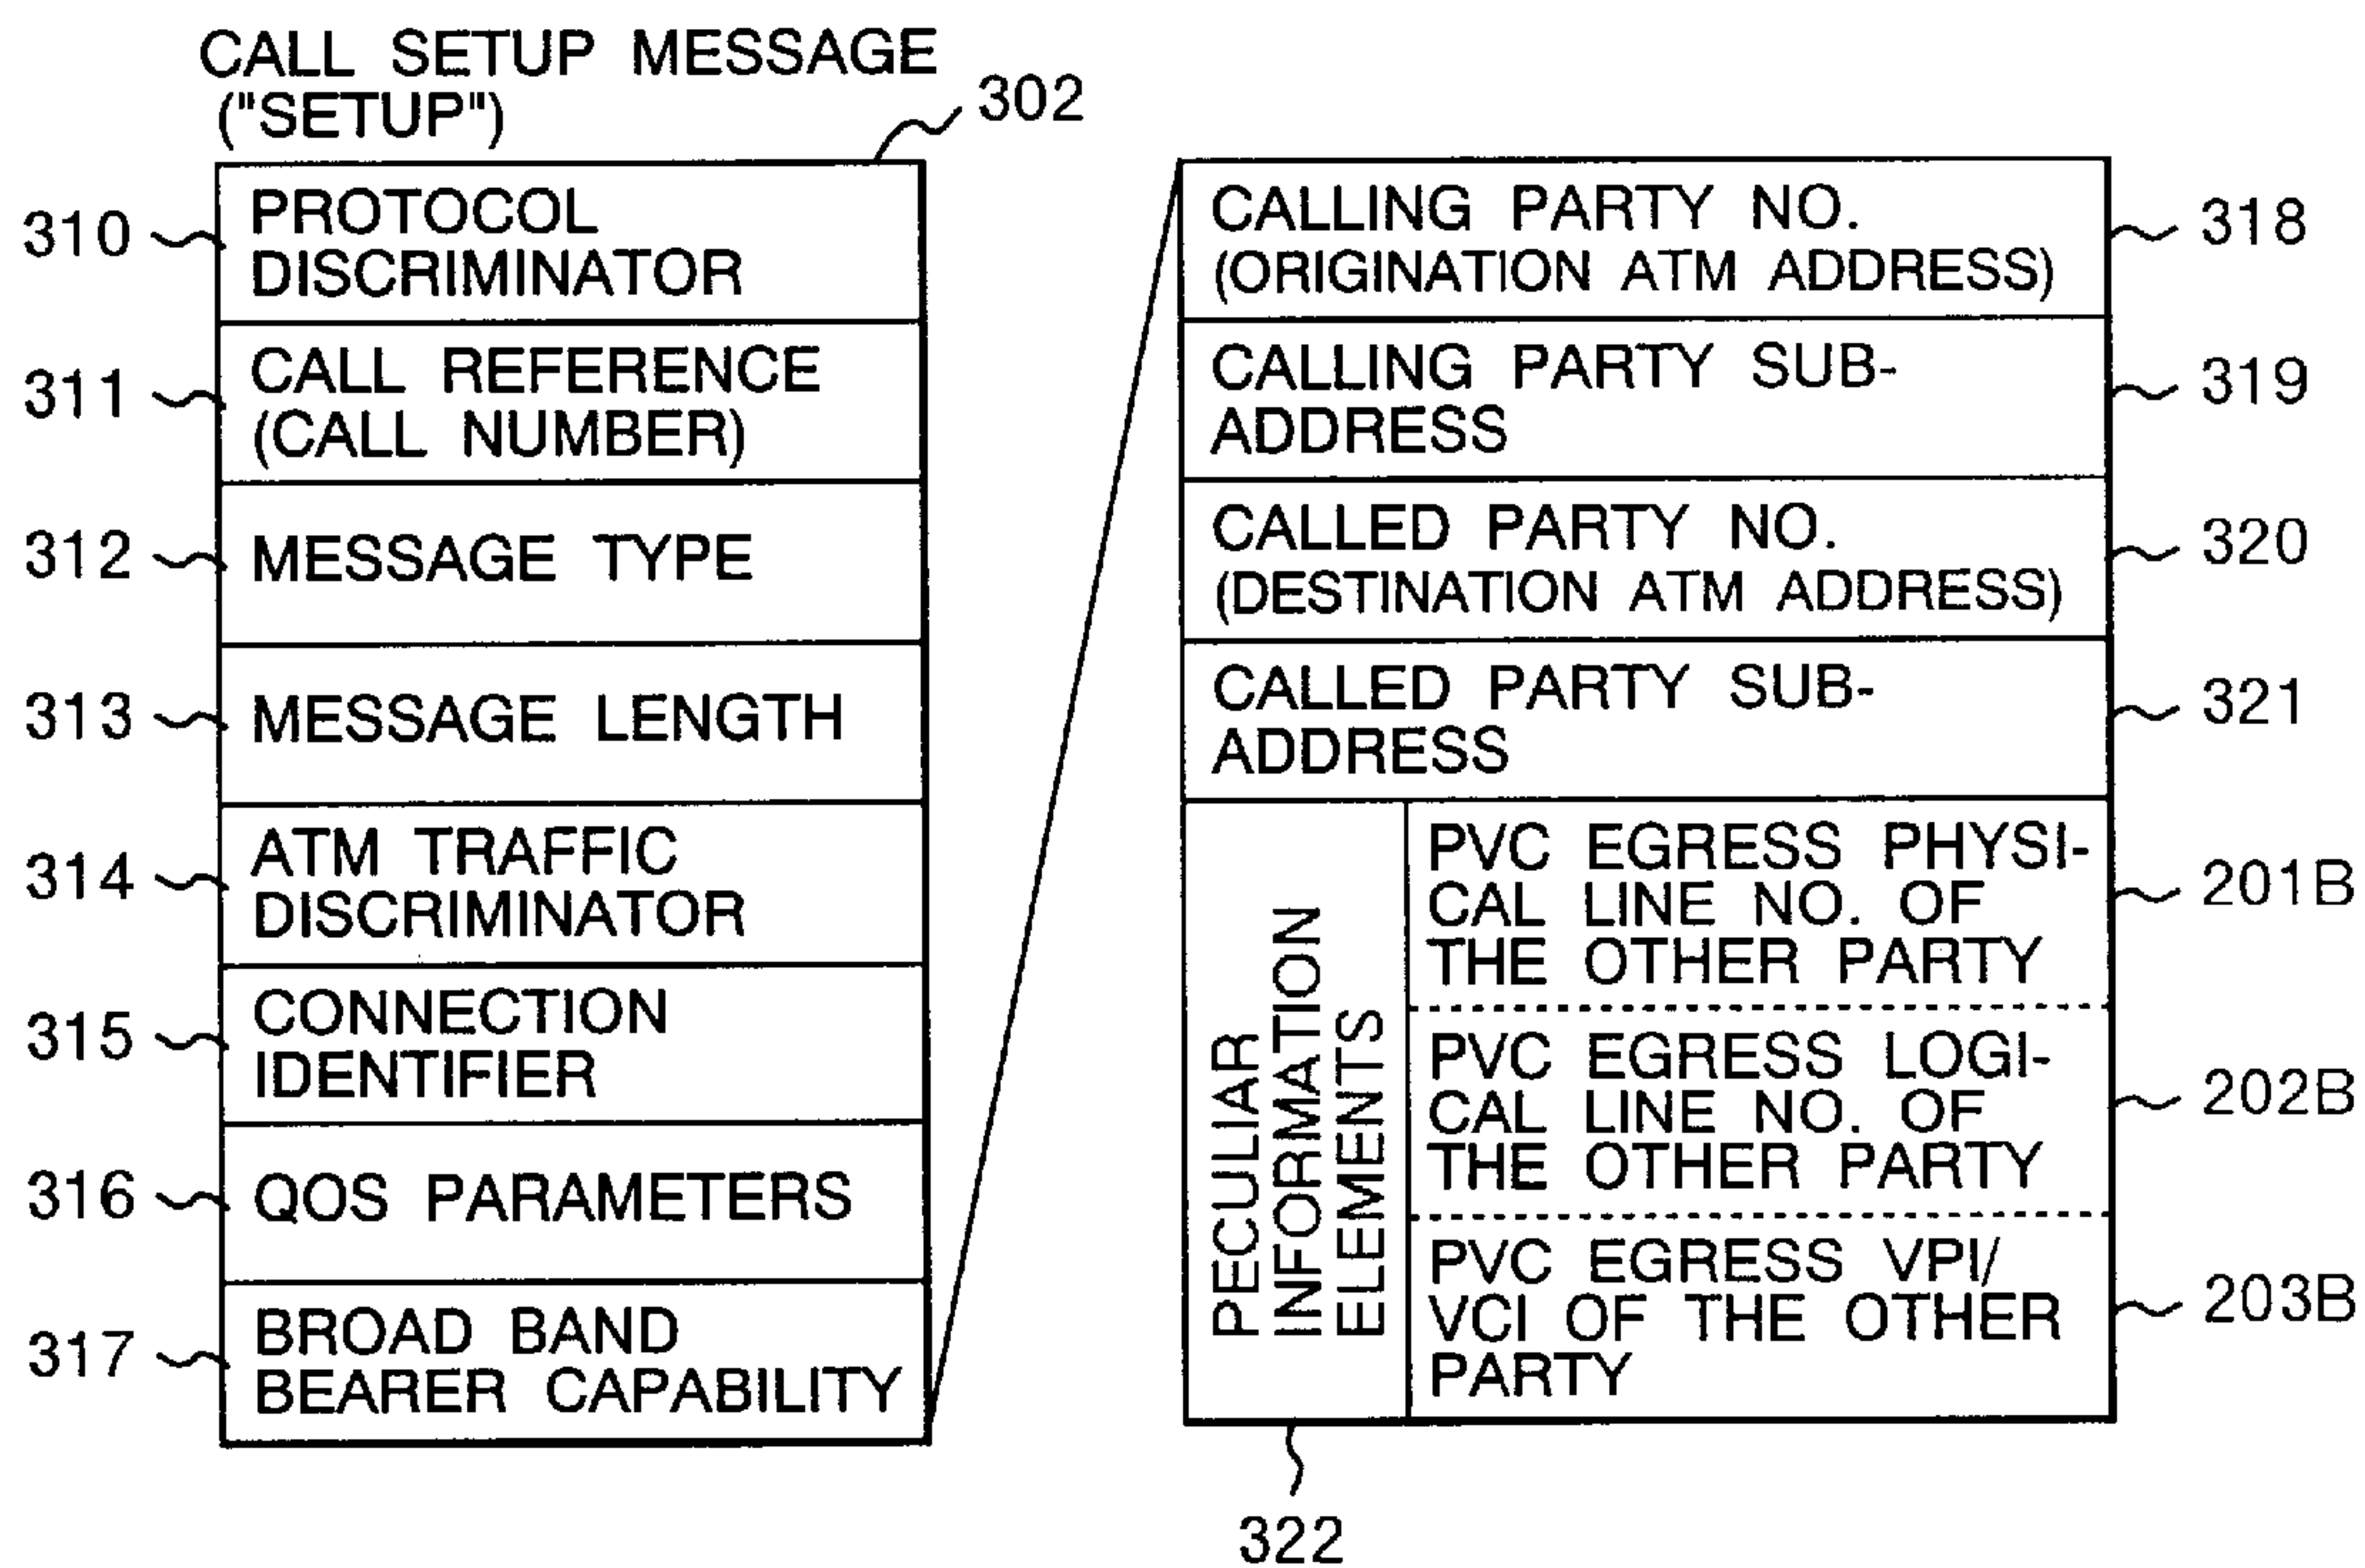 CALL SETUP MESSAGE
("SETUP")
302
310
PROTOCOL
DISCRIMINATOR
311
CALL REFERENCE
(CALL NUMBER)
312
MESSAGE TYPE
313
MESSAGE LENGTH
314
ATM TRAFFIC
DISCRIMINATOR
315
CONNECTION
IDENTIFIER
316
QOS PARAMETERS
317
BROAD BAND
BEARER CAPABILITY
CALLING PARTY NO.
(ORIGINATION ATM ADDRESS)
318
CALLING PARTY SUB-
ADDRESS
319
CALLED PARTY NO.
(DESTINATION ATM ADDRESS)
320
CALLED PARTY SUB-
ADDRESS
321
PECULIAR
INFORMATION
ELEMENTS
PVC EGRESS PHYSI-
CAL LINE NO. OF
THE OTHER PARTY
201B
PVC EGRESS LOGI-
CAL LINE NO. OF
THE OTHER PARTY
202B
PVC EGRESS VPI/
VCI OF THE OTHER
PARTY
203B
322